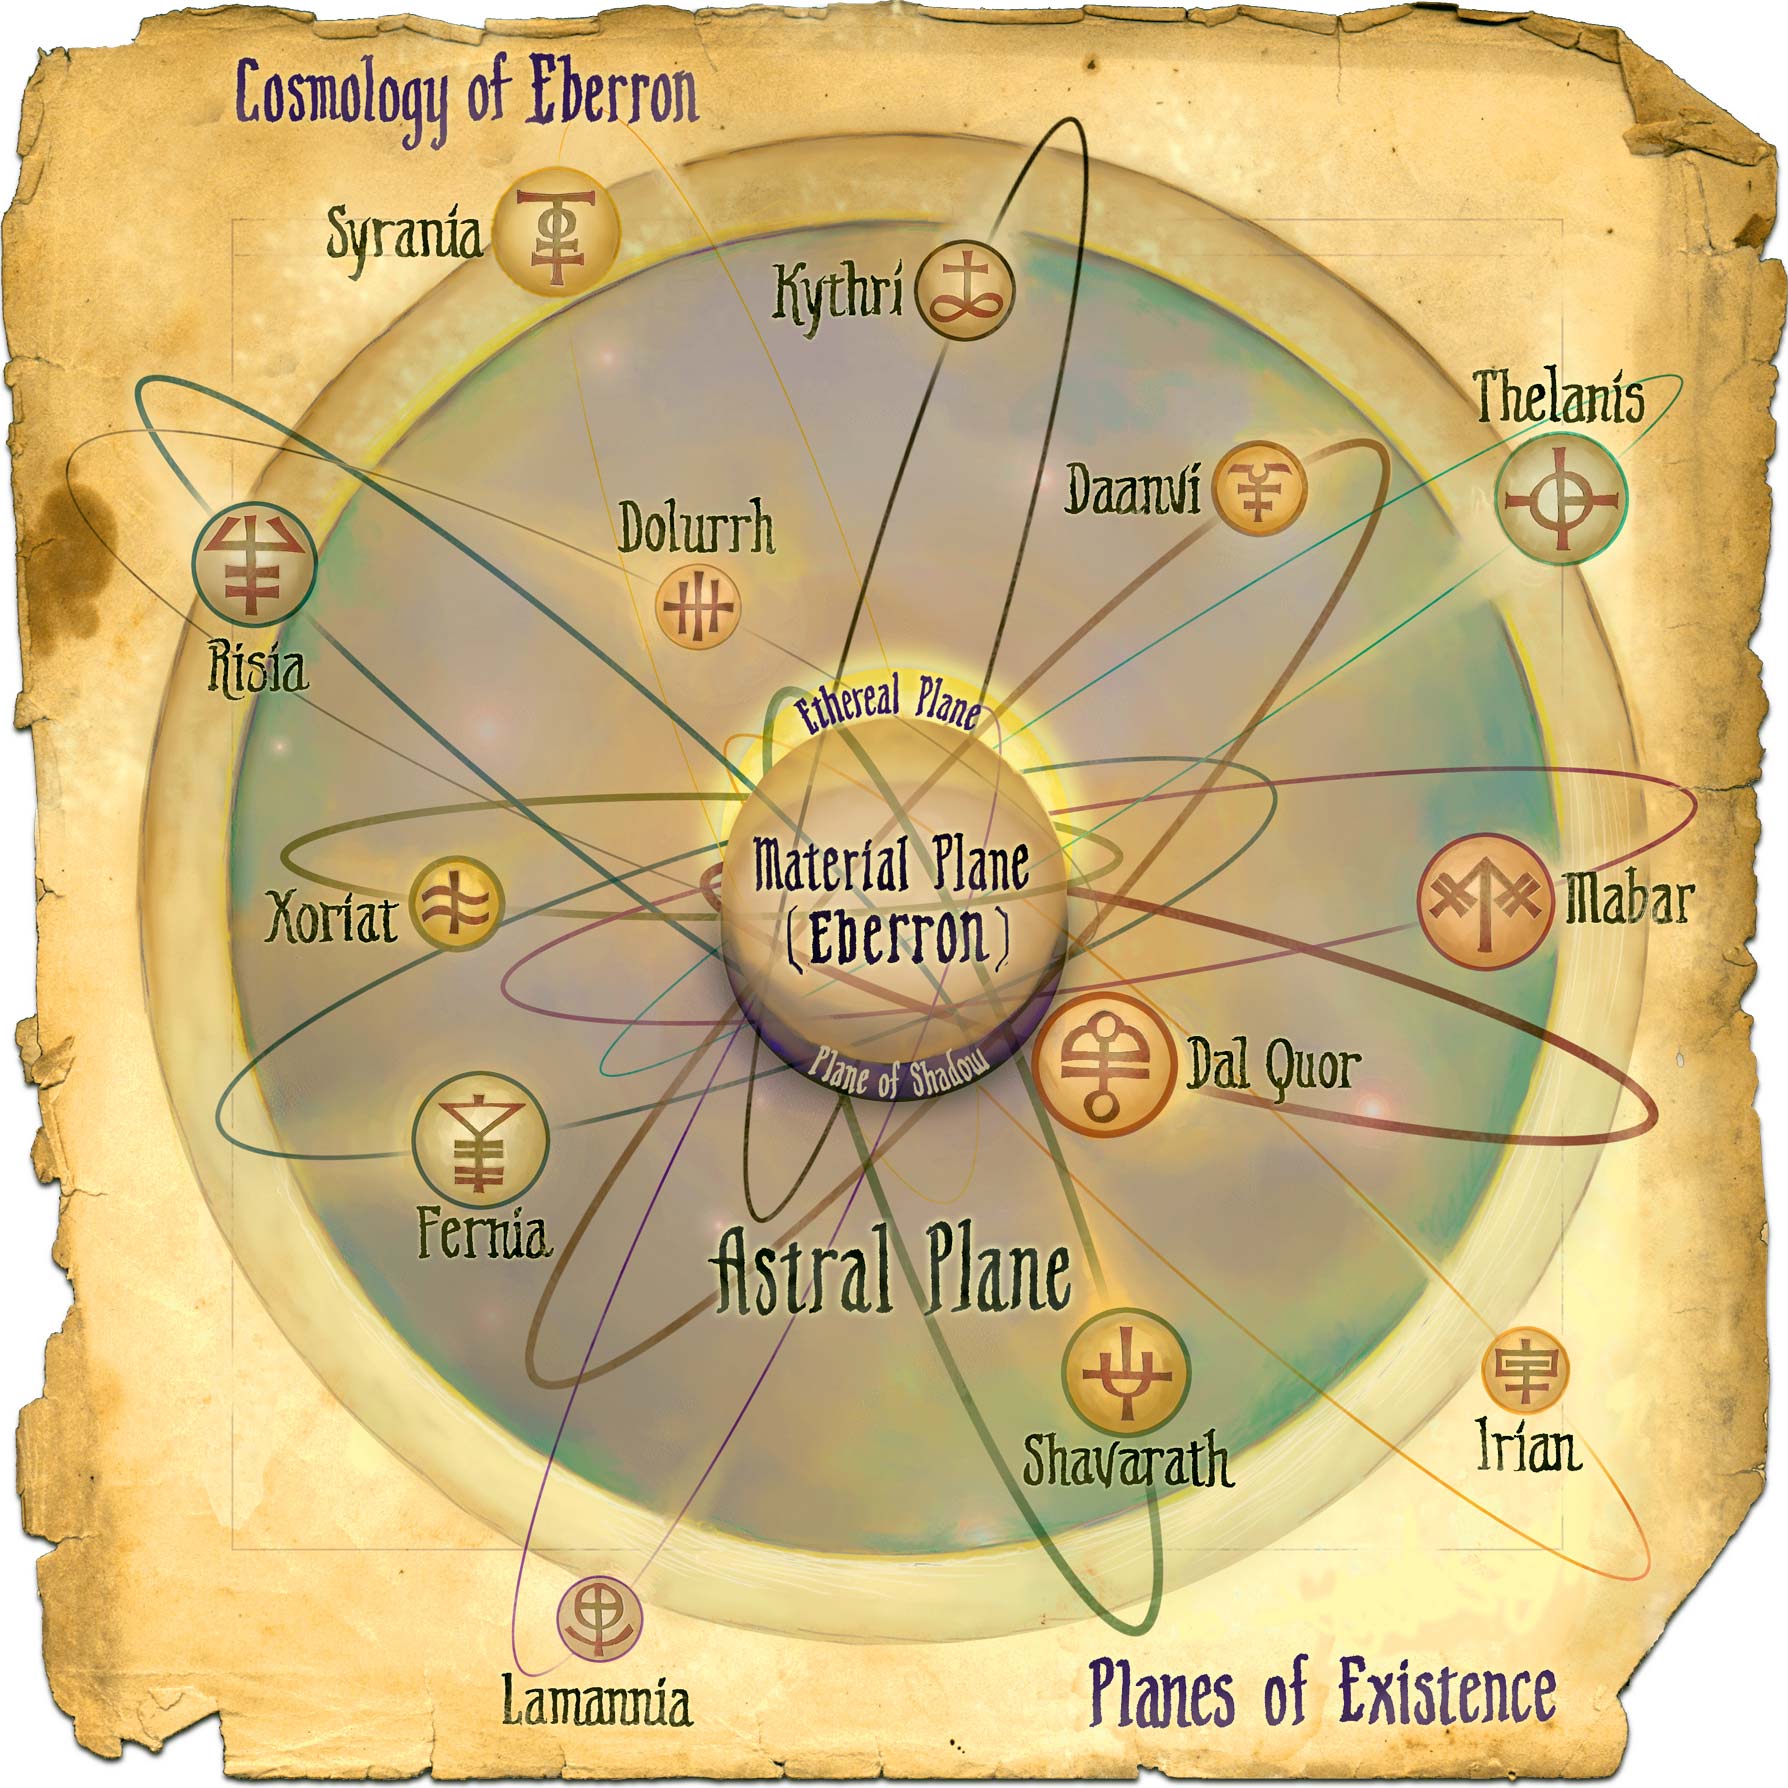 Cosmology of Eberron
Syrania
Kythri
Thelanis
Daanvi
Dolurrh
Risia
Ethereal Plane
Material Plane
(Eberron)
Xoriat
Mabar
Plane of Shadow
Dal Quor
Fernia
Astral Plane
Shavarath
Irian
Lamannia
Planes of Existence